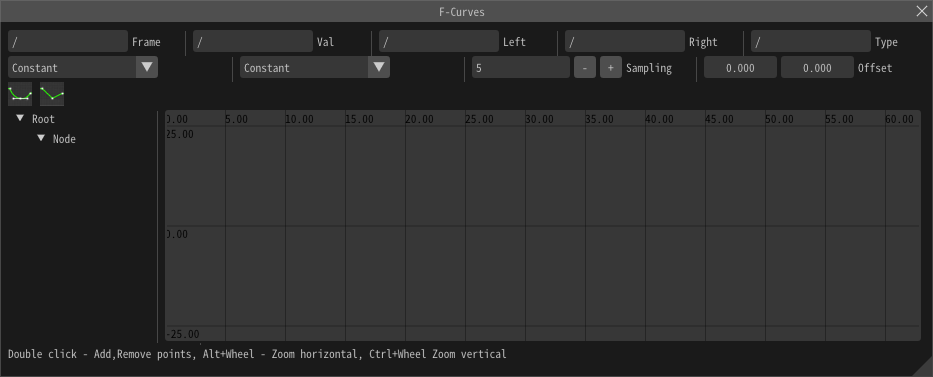 F-Curves
/ Frame / Val / Left / Right / Type
Constant Constant 5 - + Sampling 0.000 0.000 Offset
Root
Node
0.00 5.00 10.00 15.00 20.00 25.00 30.00 35.00 40.00 45.00 50.00 55.00 60.00
25.00
0.00
-25.00
Double click - Add,Remove points, Alt+Wheel - Zoom horizontal, Ctrl+Wheel Zoom vertical